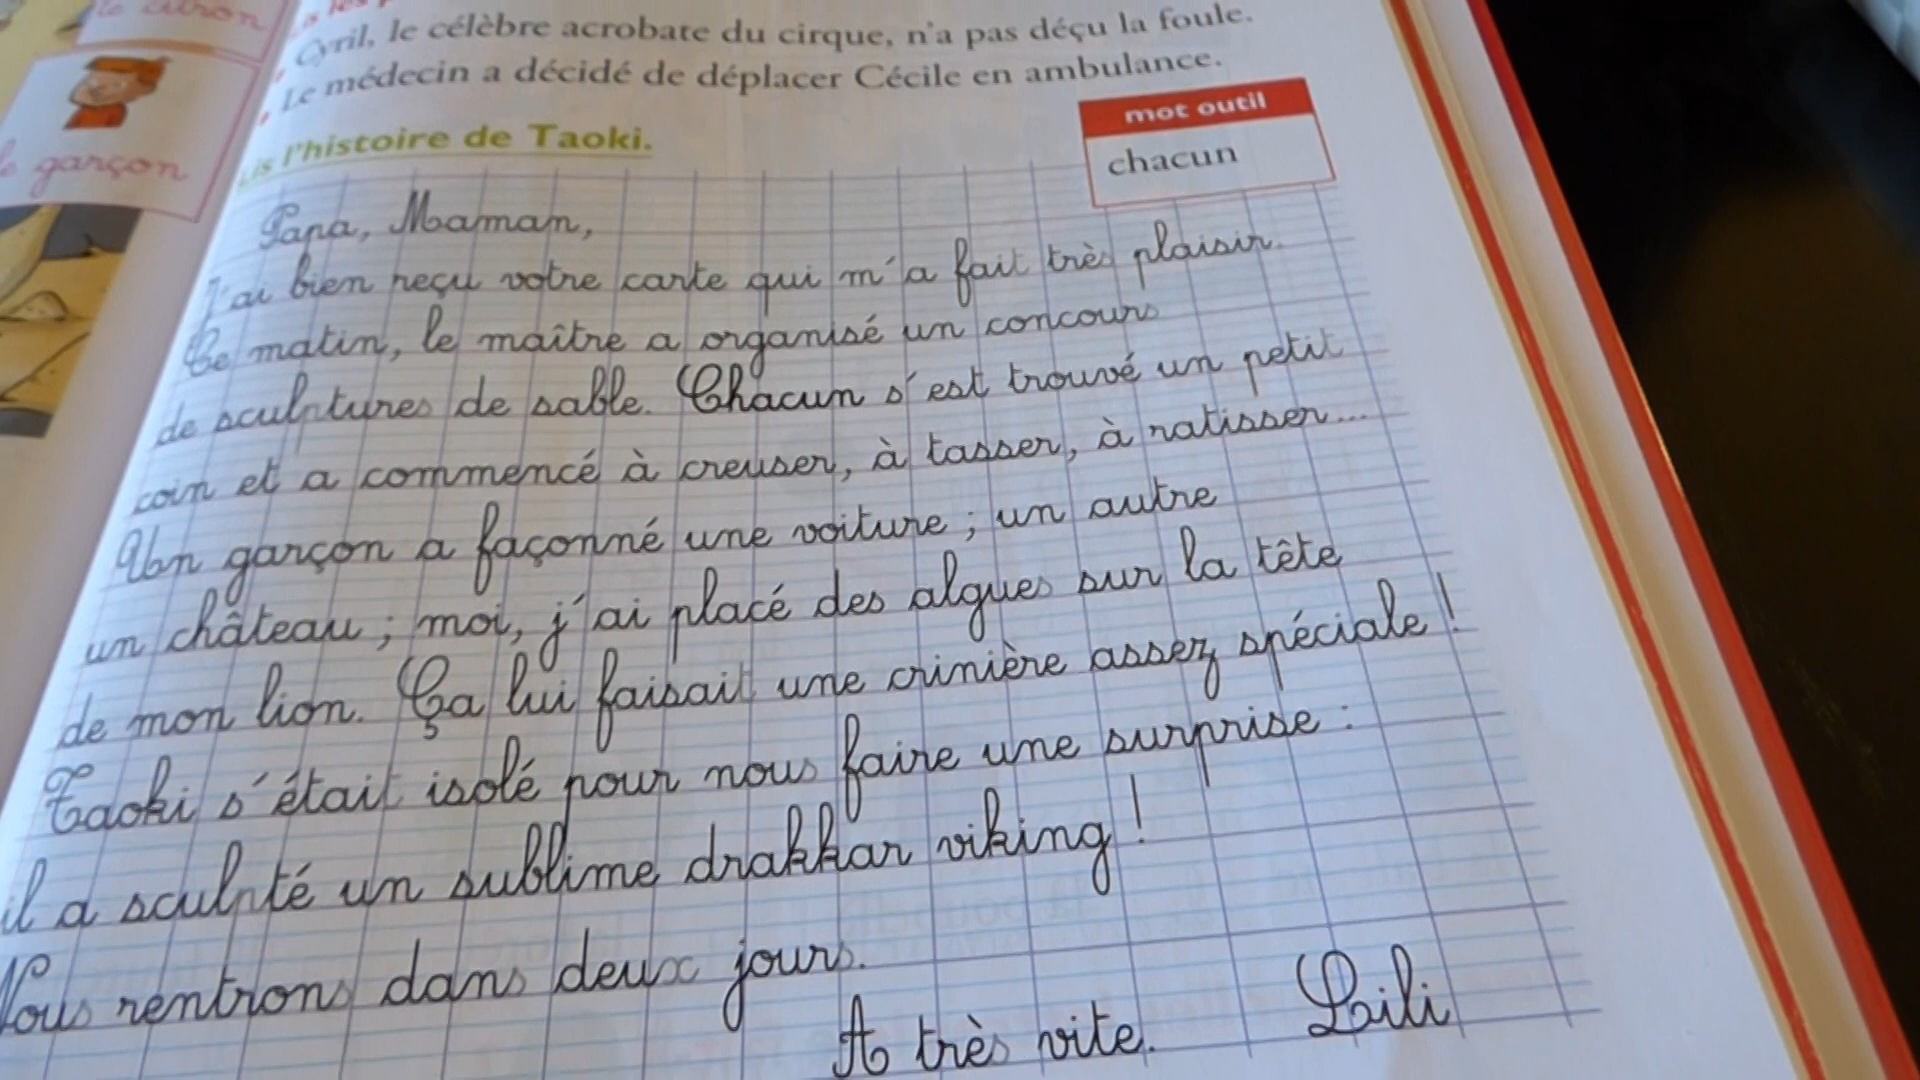 le citron
Cyril, le célèbre acrobate du cirque, n'a pas déçu la foule.
Le médecin a décidé de déplacer Cécile en ambulance.
mot outil
garçon
chacun
Lis l'histoire de Taoki.
Papa, Maman,
J'ai bien reçu votre carte qui m'a fait très plaisir.
Ce matin, le maître a organisé un concours
de sculptures de sable. Chacun s'est trouvé un petit
coin et a commencé à creuser, à tasser, à ratisser...
Un garçon a façonné une voiture ; un autre
un château ; moi, j'ai placé des algues sur la tête
de mon lion. Ça lui faisait une crinière assez spéciale !
Taoki s'était isolé pour nous faire une surprise :
il a sculpté un sublime drakkar viking !
Nous rentrons dans deux jours.
A très vite. Lili